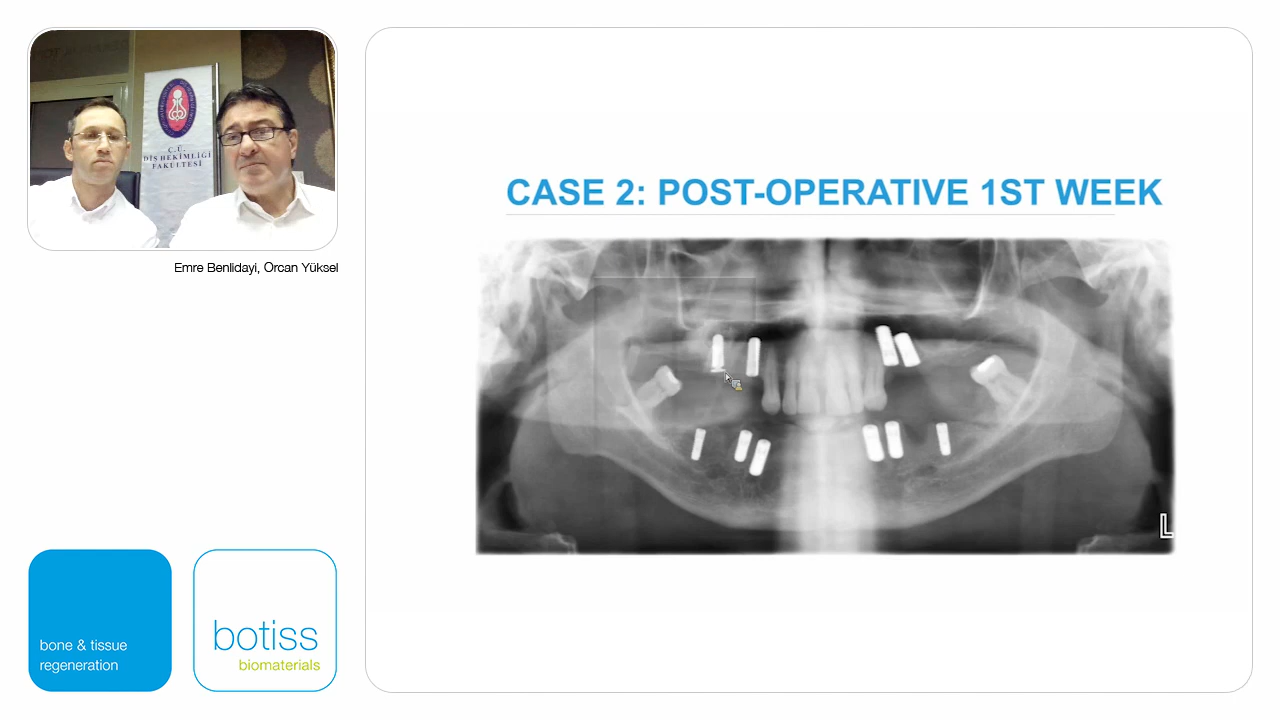 C.Ü.
DİŞ HEKİMLİĞİ
FAKÜLTESİ
Emre Benlidayi, Orcan Yüksel
CASE 2: POST-OPERATIVE 1ST WEEK
L
bone & tissue
regeneration
botiss
biomaterials